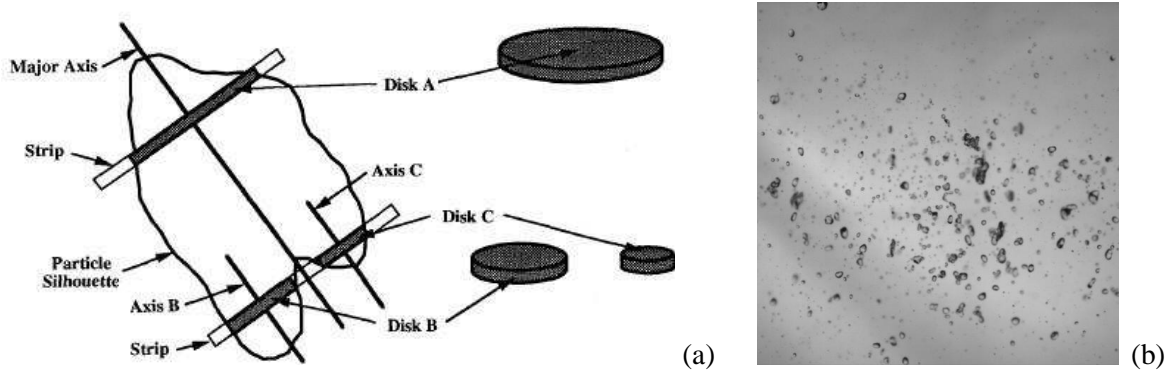 Major Axis
Disk A
Strip
Axis C
Disk C
Particle
Silhouette
Axis B
Disk B
Strip
(a)
(b)